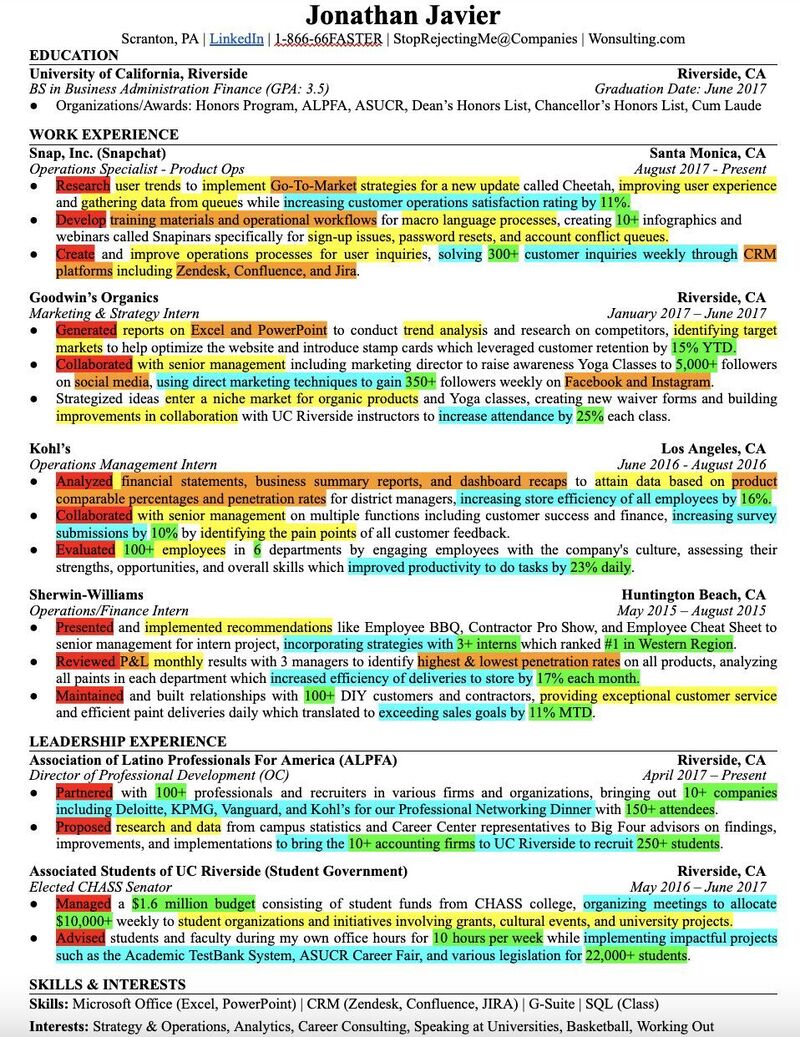 Jonathan Javier
Scranton, PA | LinkedIn | 1-866-66FASTER | StopRejectingMe@Companies | Wonsulting.com
EDUCATION
University of California, Riverside Riverside, CA
BS in Business Administration Finance (GPA: 3.5) Graduation Date: June 2017
● Organizations/Awards: Honors Program, ALPFA, ASUCR, Dean's Honors List, Chancellor's Honors List, Cum Laude
WORK EXPERIENCE
Snap, Inc. (Snapchat) Santa Monica, CA
Operations Specialist - Product Ops August 2017 - Present
● Research user trends to implement Go-To-Market strategies for a new update called Cheetah, improving user experience
and gathering data from queues while increasing customer operations satisfaction rating by 11%.
● Develop training materials and operational workflows for macro language processes, creating 10+ infographics and
webinars called Snapinars specifically for sign-up issues, password resets, and account conflict queues.
● Create and improve operations processes for user inquiries, solving 300+ customer inquiries weekly through CRM
platforms including Zendesk, Confluence, and Jira.
Goodwin's Organics Riverside, CA
Marketing & Strategy Intern January 2017 – June 2017
● Generated reports on Excel and PowerPoint to conduct trend analysis and research on competitors, identifying target
markets to help optimize the website and introduce stamp cards which leveraged customer retention by 15% YTD.
● Collaborated with senior management including marketing director to raise awareness Yoga Classes to 5,000+ followers
on social media, using direct marketing techniques to gain 350+ followers weekly on Facebook and Instagram.
● Strategized ideas enter a niche market for organic products and Yoga classes, creating new waiver forms and building
improvements in collaboration with UC Riverside instructors to increase attendance by 25% each class.
Kohl's Los Angeles, CA
Operations Management Intern June 2016 - August 2016
● Analyzed financial statements, business summary reports, and dashboard recaps to attain data based on product
comparable percentages and penetration rates for district managers, increasing store efficiency of all employees by 16%.
● Collaborated with senior management on multiple functions including customer success and finance, increasing survey
submissions by 10% by identifying the pain points of all customer feedback.
● Evaluated 100+ employees in 6 departments by engaging employees with the company's culture, assessing their
strengths, opportunities, and overall skills which improved productivity to do tasks by 23% daily.
Sherwin-Williams Huntington Beach, CA
Operations/Finance Intern May 2015 – August 2015
● Presented and implemented recommendations like Employee BBQ, Contractor Pro Show, and Employee Cheat Sheet to
senior management for intern project, incorporating strategies with 3+ interns which ranked #1 in Western Region.
● Reviewed P&L monthly results with 3 managers to identify highest & lowest penetration rates on all products, analyzing
all paints in each department which increased efficiency of deliveries to store by 17% each month.
● Maintained and built relationships with 100+ DIY customers and contractors, providing exceptional customer service
and efficient paint deliveries daily which translated to exceeding sales goals by 11% MTD.
LEADERSHIP EXPERIENCE
Association of Latino Professionals For America (ALPFA) Riverside, CA
Director of Professional Development (OC) April 2017 – Present
● Partnered with 100+ professionals and recruiters in various firms and organizations, bringing out 10+ companies
including Deloitte, KPMG, Vanguard, and Kohl's for our Professional Networking Dinner with 150+ attendees.
● Proposed research and data from campus statistics and Career Center representatives to Big Four advisors on findings,
improvements, and implementations to bring the 10+ accounting firms to UC Riverside to recruit 250+ students.
Associated Students of UC Riverside (Student Government) Riverside, CA
Elected CHASS Senator May 2016 – June 2017
● Managed a $1.6 million budget consisting of student funds from CHASS college, organizing meetings to allocate
$10,000+ weekly to student organizations and initiatives involving grants, cultural events, and university projects.
● Advised students and faculty during my own office hours for 10 hours per week while implementing impactful projects
such as the Academic TestBank System, ASUCR Career Fair, and various legislation for 22,000+ students.
SKILLS & INTERESTS
Skills: Microsoft Office (Excel, PowerPoint) | CRM (Zendesk, Confluence, JIRA) | G-Suite | SQL (Class)
Interests: Strategy & Operations, Analytics, Career Consulting, Speaking at Universities, Basketball, Working Out